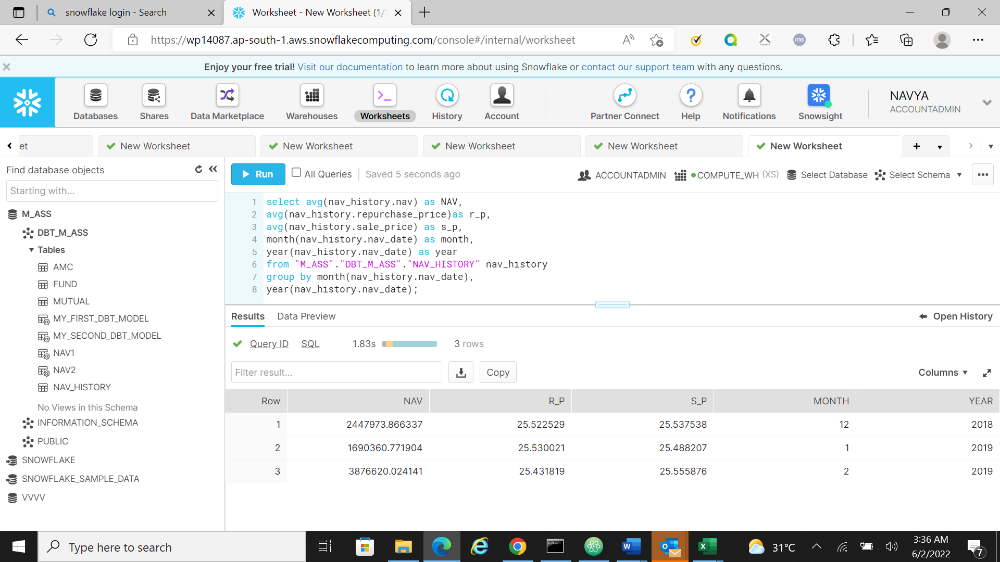 snowflake login - Search
Worksheet - New Worksheet (1/
https://wp14087.ap-south-1.aws.snowflakecomputing.com/console#/internal/worksheet
me
Enjoy your free trial! Visit our documentation to learn more about using Snowflake or contact our support team with any questions.
Databases
Shares
Data Marketplace
Warehouses
Worksheets
History
Account
Partner Connect
Help
Notifications
Snowsight
NAVYA
ACCOUNTADMIN
et
New Worksheet
New Worksheet
New Worksheet
New Worksheet
New Worksheet
Find database objects
Starting with...
M_ASS
DBT_M_ASS
Tables
AMC
FUND
MUTUAL
MY_FIRST_DBT_MODEL
MY_SECOND_DBT_MODEL
NAV1
NAV2
NAV_HISTORY
No Views in this Schema
INFORMATION_SCHEMA
PUBLIC
SNOWFLAKE
SNOWFLAKE_SAMPLE_DATA
VVVV
Run All Queries Saved 5 seconds ago ACCOUNTADMIN COMPUTE_WH (XS) Select Database Select Schema
1 select avg(nav_history.nav) as NAV,
2 avg(nav_history.repurchase_price)as r_p,
3 avg(nav_history.sale_price) as s_p,
4 month(nav_history.nav_date) as month,
5 year(nav_history.nav_date) as year
6 from "M_ASS"."DBT_M_ASS"."NAV_HISTORY" nav_history
7 group by month(nav_history.nav_date),
8 year(nav_history.nav_date);
Results Data Preview Open History
Query ID SQL 1.83s 3 rows
Filter result... Copy Columns
Row NAV R_P S_P MONTH YEAR
1 2447973.866337 25.522529 25.537538 12 2018
2 1690360.771904 25.530021 25.488207 1 2019
3 3876620.024141 25.431819 25.555876 2 2019
Type here to search
31°C
3:36 AM
6/2/2022
7